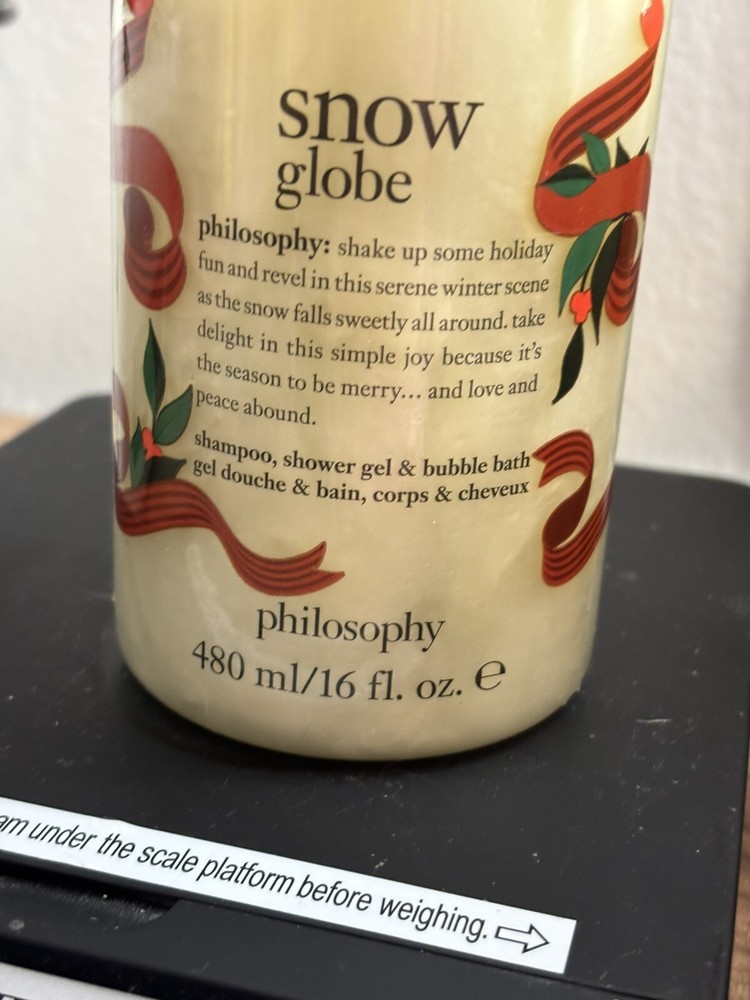 snow
globe
philosophy: shake up some holiday
fun and revel in this serene winter scene
as the snow falls sweetly all around. take
delight in this simple joy because it's
the season to be merry... and love and
peace abound.
shampoo, shower gel & bubble bath
gel douche & bain, corps & cheveux
philosophy
480 ml/16 fl. oz. ℮
under the scale platform before weighing.